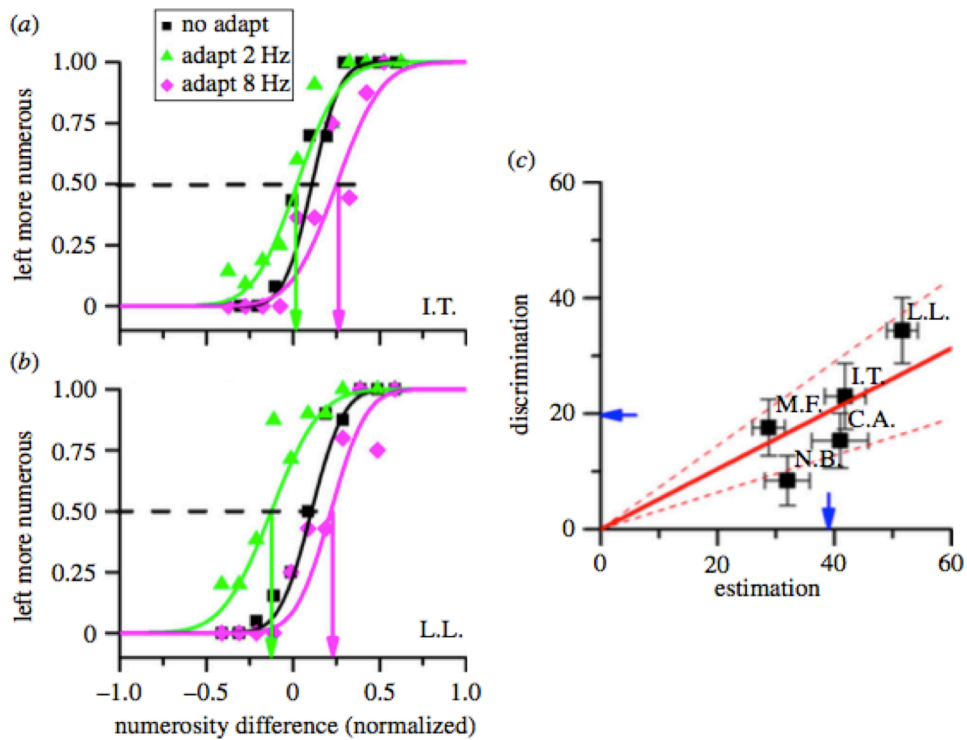 (a)
no adapt
adapt 2 Hz
adapt 8 Hz
1.00
0.75
0.50
0.25
0
left more numerous
I.T.
(b)
1.00
0.75
0.50
0.25
0
left more numerous
L.L.
–1.0
–0.5
0
0.5
1.0
numerosity difference (normalized)
(c)
60
40
20
0
discrimination
L.L.
I.T.
M.F.
C.A.
N.B.
0
20
40
60
estimation